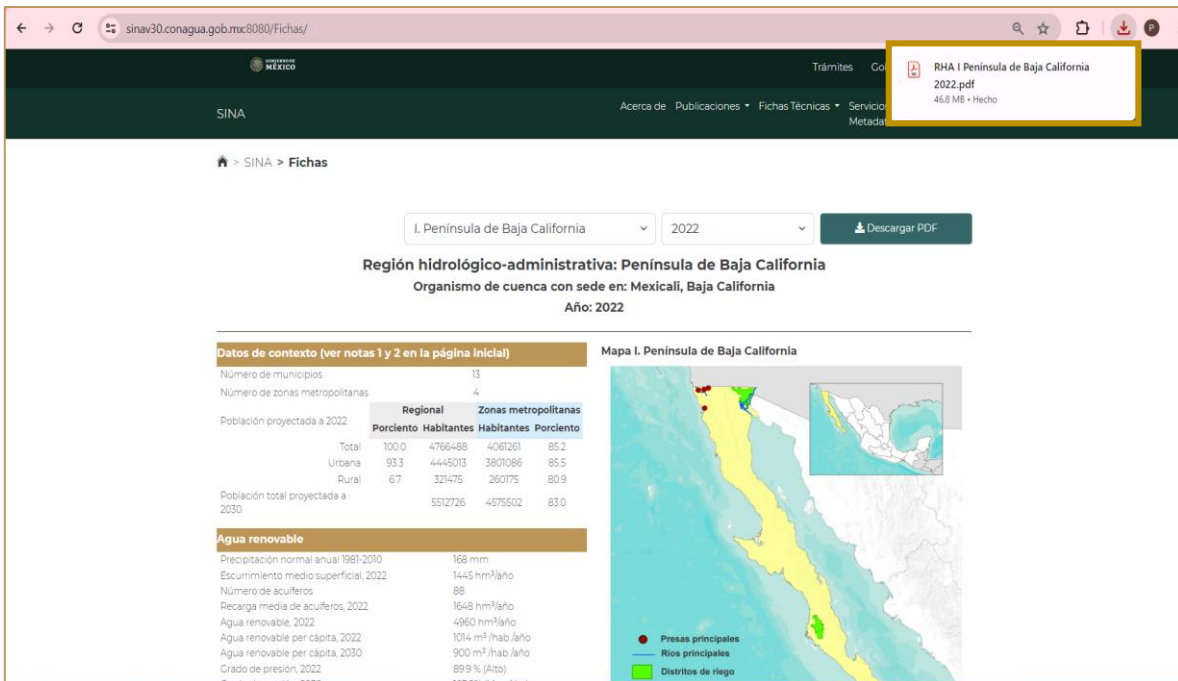 sinav30.conagua.gob.mx:8080/Fichas/
P
GOBIERNO DE
MÉXICO
Trámites
RHA I Península de Baja California
2022.pdf
46.8 MB • Hecho
SINA
Acerca de Publicaciones Fichas Técnicas Servicios
> SINA > Fichas
I. Península de Baja California 2022 Descargar PDF
Región hidrológico-administrativa: Península de Baja California
Organismo de cuenca con sede en: Mexicali, Baja California
Año: 2022
Datos de contexto (ver notas 1 y 2 en la página inicial)
Número de municipios 13
Número de zonas metropolitanas 4
Población proyectada a 2022
Regional Zonas metropolitanas
Porciento Habitantes Habitantes Porciento
Total 100.0 4766488 4061261 85.2
Urbana 93.3 4445013 3801086 85.5
Rural 6.7 321475 260175 80.9
Población total proyectada a
2030 5512726 4575502 83.0
Agua renovable
Precipitación normal anual 1981-2010 168 mm
Escurrimiento medio superficial, 2022 1445 hm³/año
Número de acuíferos 88
Recarga media de acuíferos, 2022 1648 hm³/año
Agua renovable, 2022 4960 hm³/año
Agua renovable per cápita, 2022 1014 m³/hab./año
Agua renovable per cápita, 2030 900 m³/hab./año
Grado de presión, 2022 89.9 % (Alto)
Mapa I. Península de Baja California
Presas principales
Ríos principales
Distritos de riego